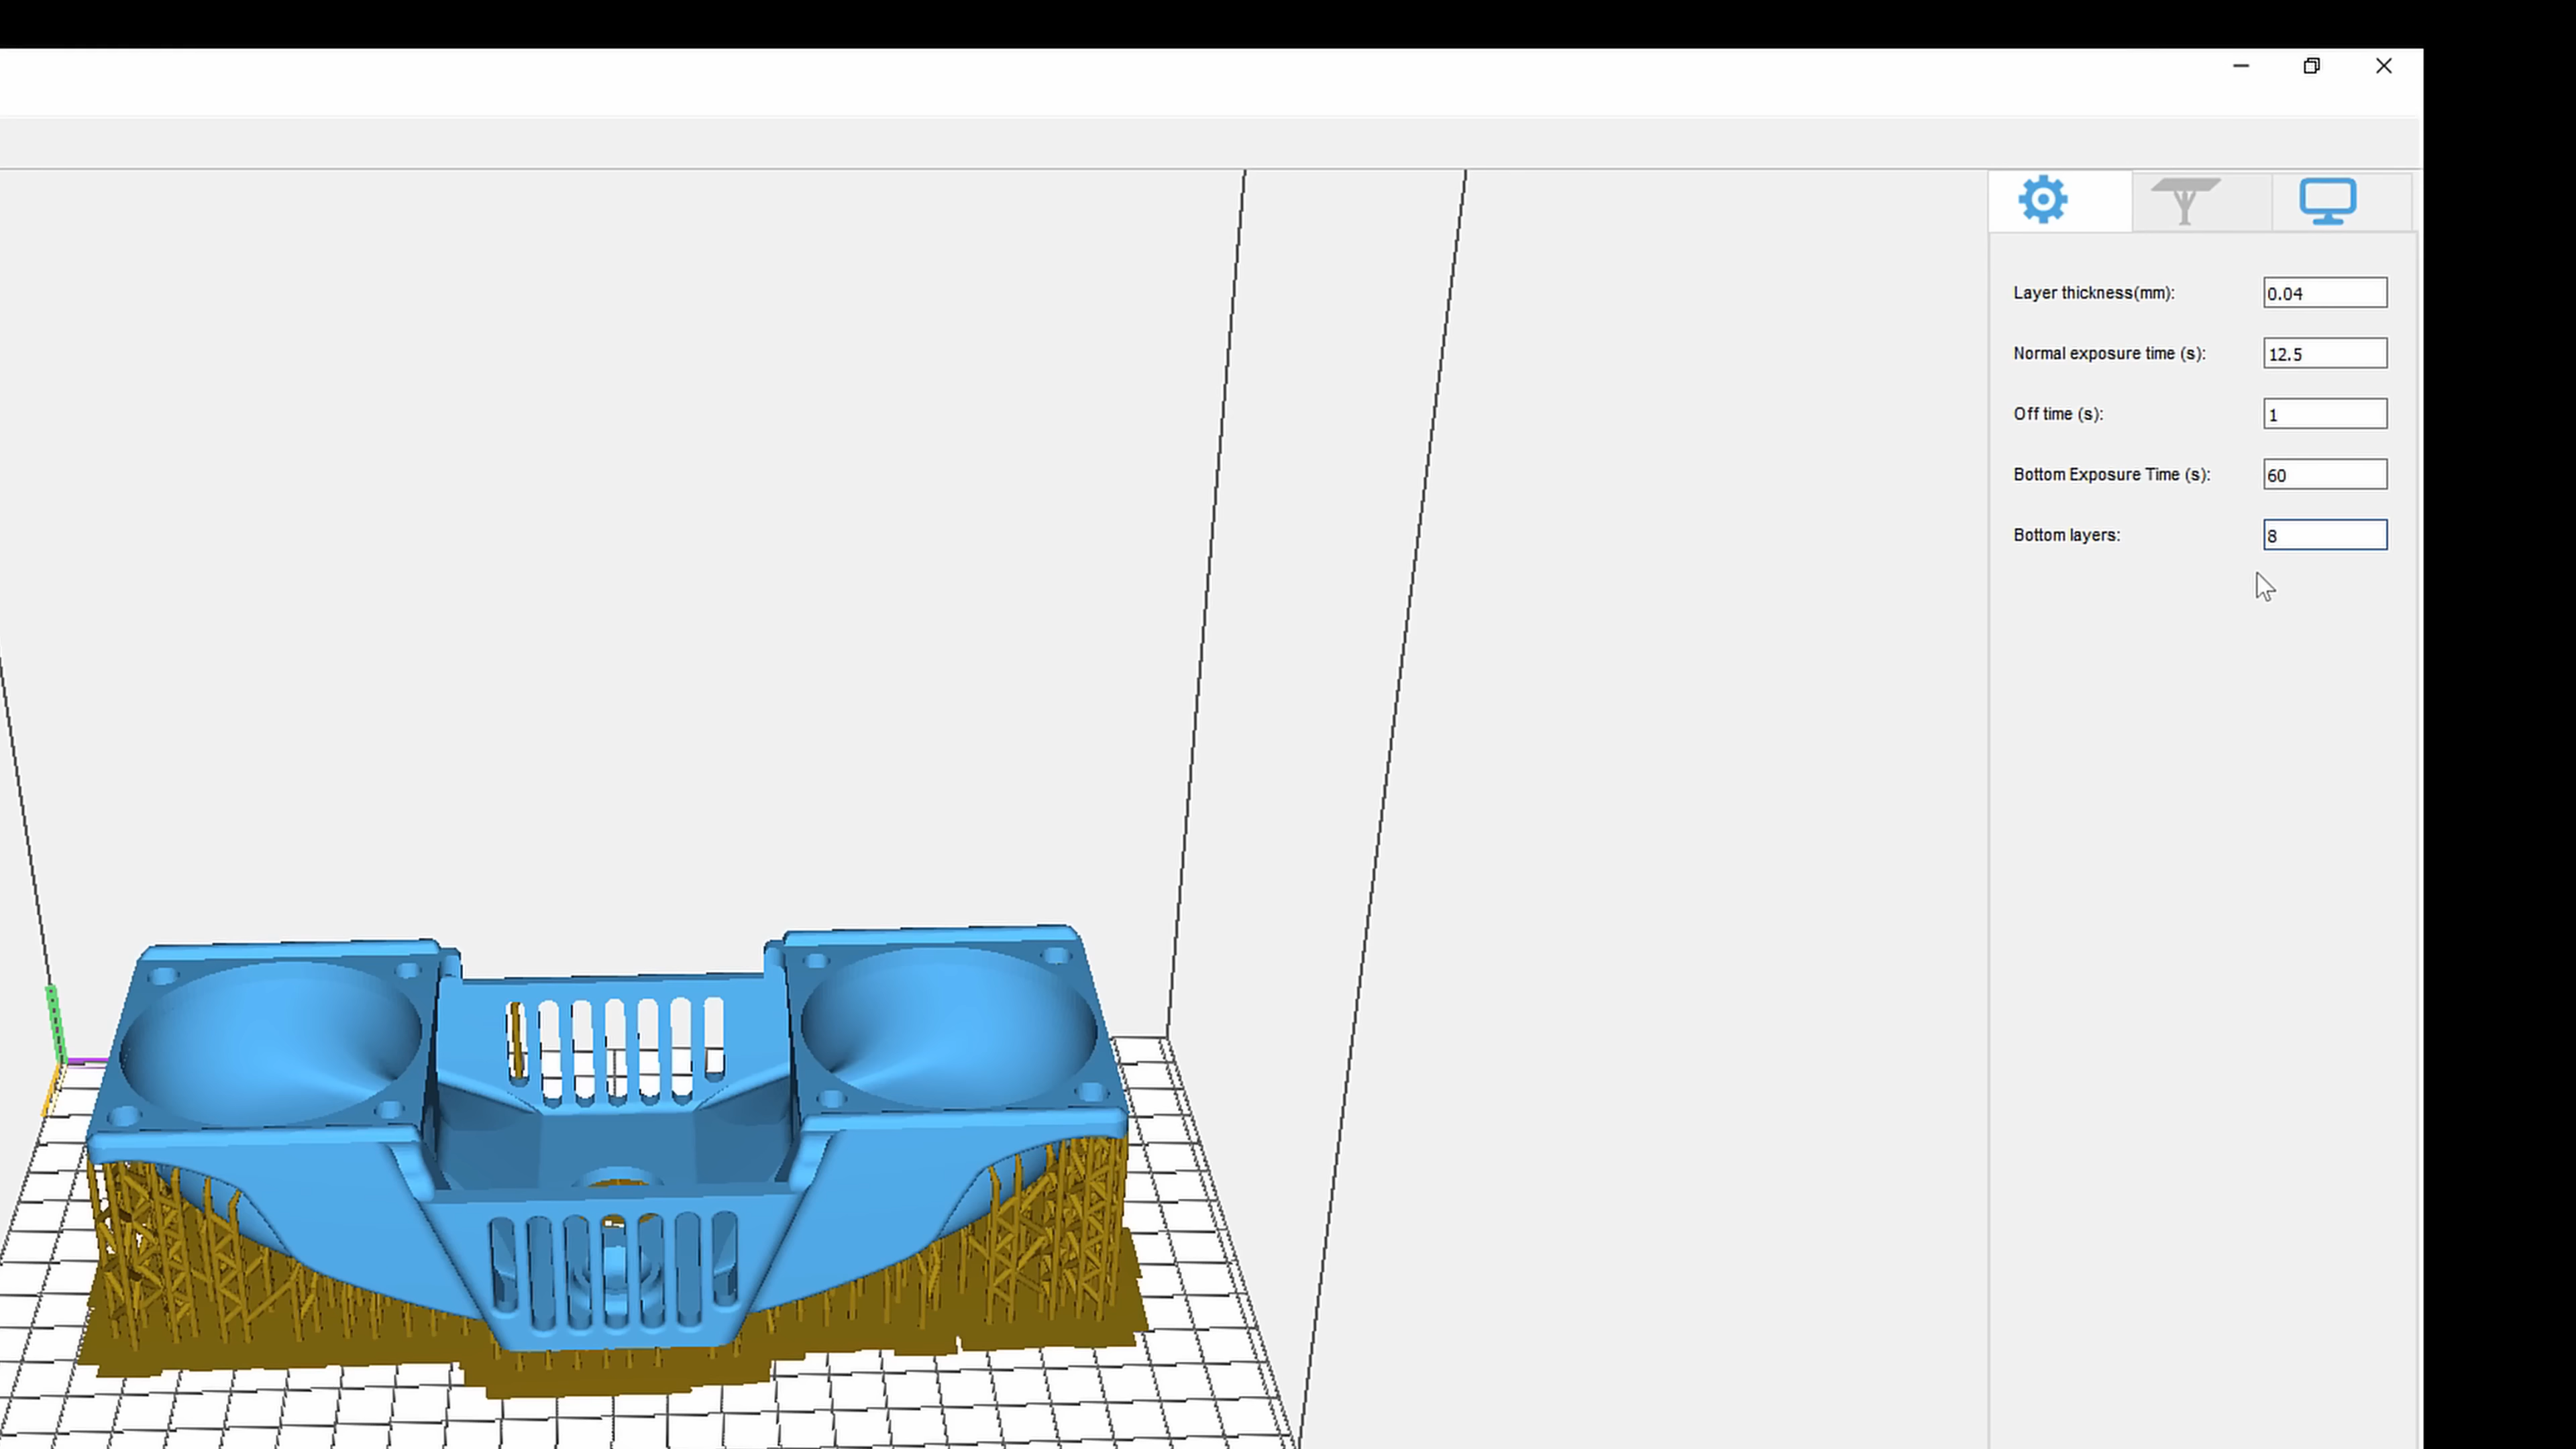 Layer thickness(mm): 0.04
Normal exposure time (s): 12.5
Off time (s): 1
Bottom Exposure Time (s): 60
Bottom layers: 8